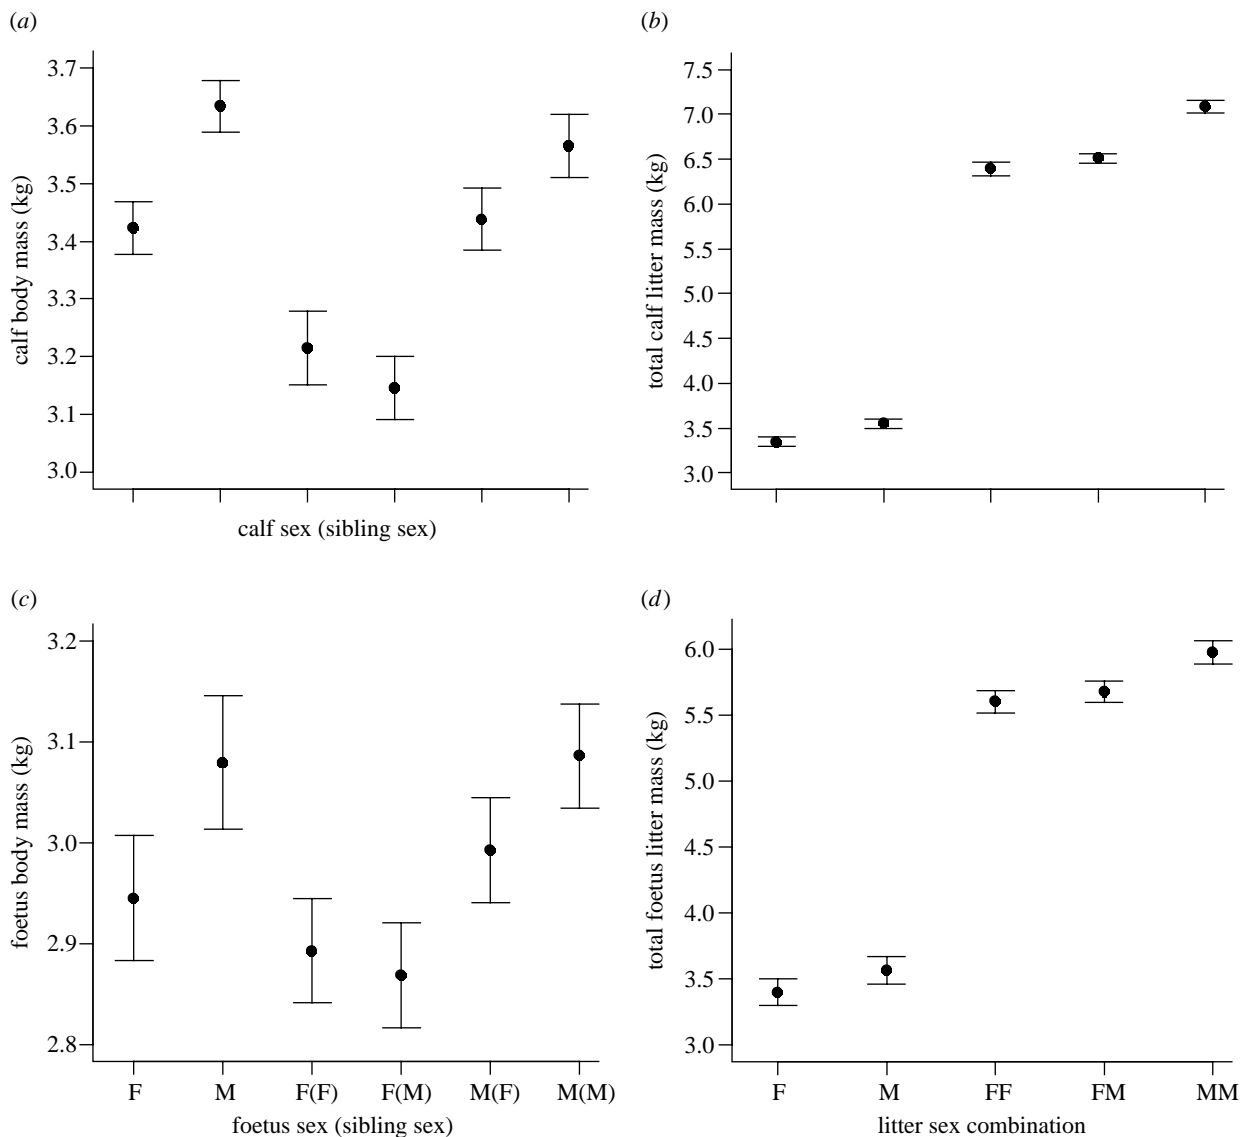 (a)
calf body mass (kg)
3.7
3.6
3.5
3.4
3.3
3.2
3.1
3.0
calf sex (sibling sex)
(b)
total calf litter mass (kg)
7.5
7.0
6.5
6.0
5.5
5.0
4.5
4.0
3.5
3.0
(c)
foetus body mass (kg)
3.2
3.1
3.0
2.9
2.8
F M F(F) F(M) M(F) M(M)
foetus sex (sibling sex)
(d)
total foetus litter mass (kg)
6.0
5.5
5.0
4.5
4.0
3.5
3.0
F M FF FM MM
litter sex combination